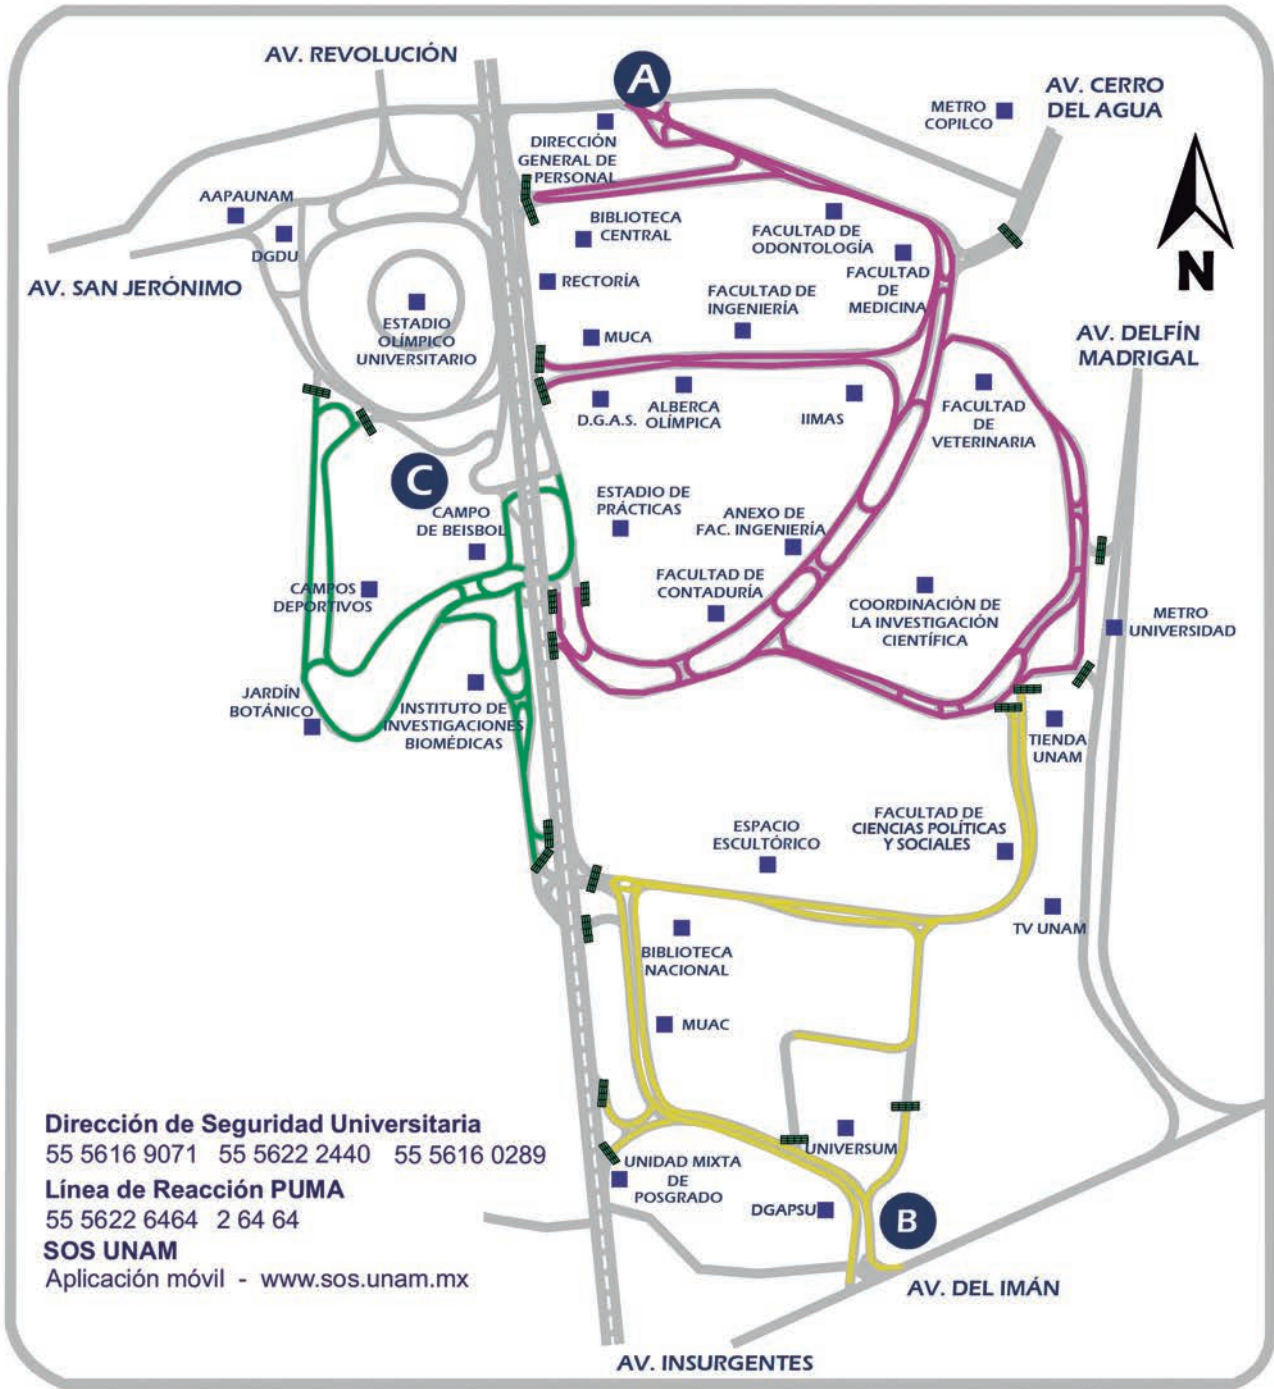 AV. REVOLUCIÓN
A
AV. CERRO
DEL AGUA
METRO
COPILCO
DIRECCIÓN
GENERAL DE
PERSONAL
AAPAUNAM
DGDU
AV. SAN JERÓNIMO
BIBLIOTECA
CENTRAL
FACULTAD DE
ODONTOLOGÍA
FACULTAD
DE
MEDICINA
N
RECTORÍA
FACULTAD DE
INGENIERÍA
ESTADIO
OLÍMPICO
UNIVERSITARIO
MUCA
AV. DELFÍN
MADRIGAL
D.G.A.S.
ALBERCA
OLÍMPICA
IIMAS
FACULTAD
DE
VETERINARIA
C
CAMPO
DE BEISBOL
ESTADIO DE
PRÁCTICAS
ANEXO DE
FAC. INGENIERÍA
CAMPOS
DEPORTIVOS
FACULTAD DE
CONTADURÍA
COORDINACIÓN DE
LA INVESTIGACIÓN
CIENTÍFICA
METRO
UNIVERSIDAD
JARDÍN
BOTÁNICO
INSTITUTO DE
INVESTIGACIONES
BIOMÉDICAS
TIENDA
UNAM
ESPACIO
ESCULTÓRICO
FACULTAD DE
CIENCIAS POLÍTICAS
Y SOCIALES
TV UNAM
BIBLIOTECA
NACIONAL
MUAC
UNIVERSUM
UNIDAD MIXTA
DE
POSGRADO
DGAPSU
B
AV. DEL IMÁN
AV. INSURGENTES
Dirección de Seguridad Universitaria
55 5616 9071 55 5622 2440 55 5616 0289
Línea de Reacción PUMA
55 5622 6464 2 64 64
SOS UNAM
Aplicación móvil - www.sos.unam.mx